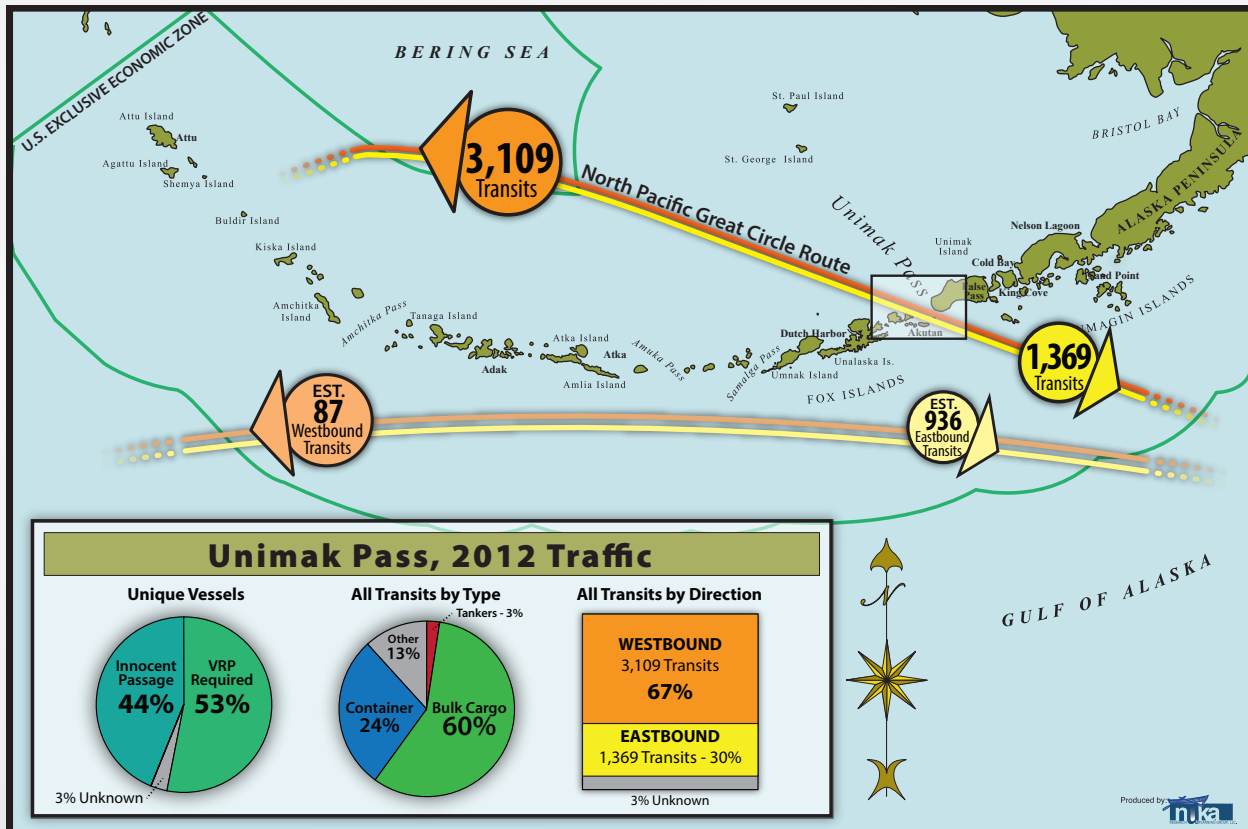 U.S. EXCLUSIVE ECONOMIC ZONE
BERING SEA
St. Paul Island
St. George Island
BRISTOL BAY
ALASKA PENINSULA
Attu Island
Attu
Agattu Island
Shemya Island
Buldir Island
Kiska Island
Amchitka
Island
Amchitka Pass
Tanaga Island
Adak
Atka Island
Atka
Amlia Island
Amuka Pass
Samalga Pass
Dutch Harbor
Umnak Island
Unalaska Is.
FOX ISLANDS
Akutan
Unimak Pass
Unimak
Island
False
Pass
Cold Bay
King Cove
Nelson Lagoon
Sand Point
UMAGIN ISLANDS
3,109
Transits
North Pacific Great Circle Route
1,369
Transits
EST.
87
Westbound
Transits
EST.
936
Eastbound
Transits
GULF OF ALASKA
N
Unimak Pass, 2012 Traffic
Unique Vessels
Innocent
Passage
44%
VRP
Required
53%
3% Unknown
All Transits by Type
Tankers - 3%
Other
13%
Container
24%
Bulk Cargo
60%
All Transits by Direction
WESTBOUND
3,109 Transits
67%
EASTBOUND
1,369 Transits - 30%
3% Unknown
Produced by:
nuka